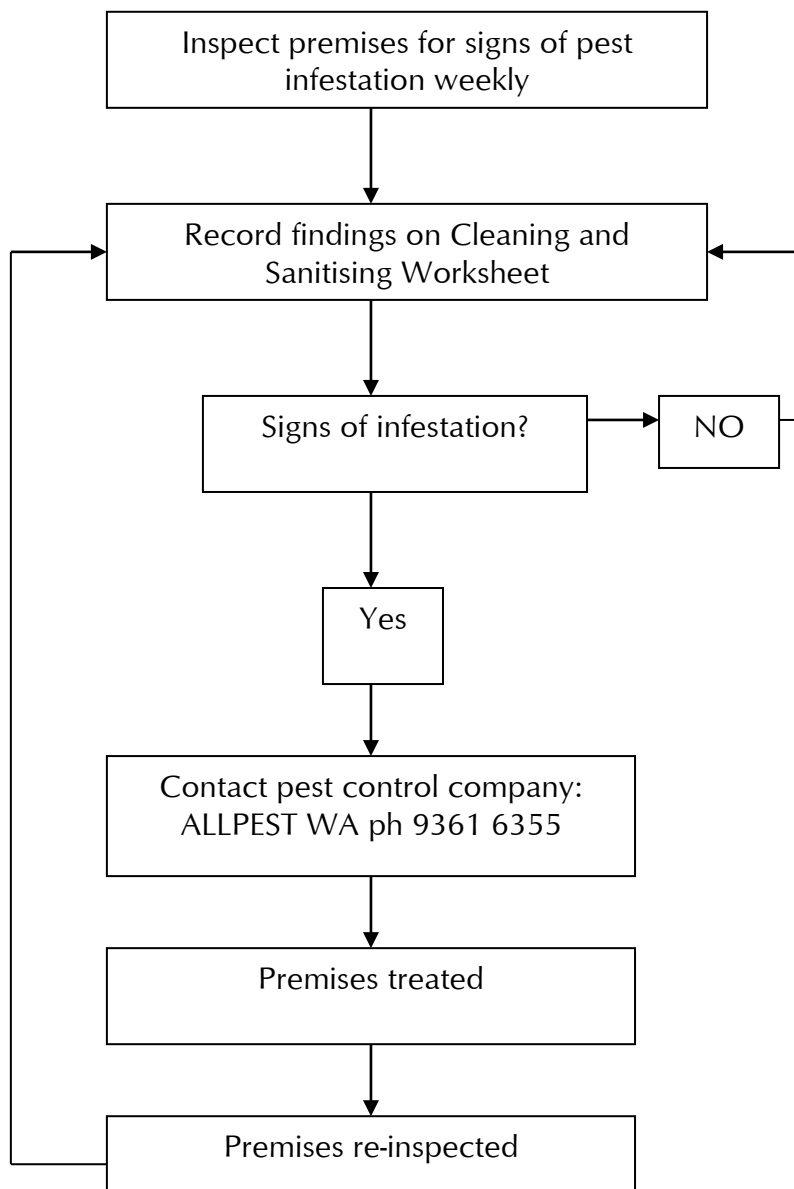 Inspect premises for signs of pest
infestation weekly
Record findings on Cleaning and
Sanitising Worksheet
Signs of infestation?
NO
Yes
Contact pest control company:
ALLPEST WA ph 9361 6355
Premises treated
Premises re-inspected